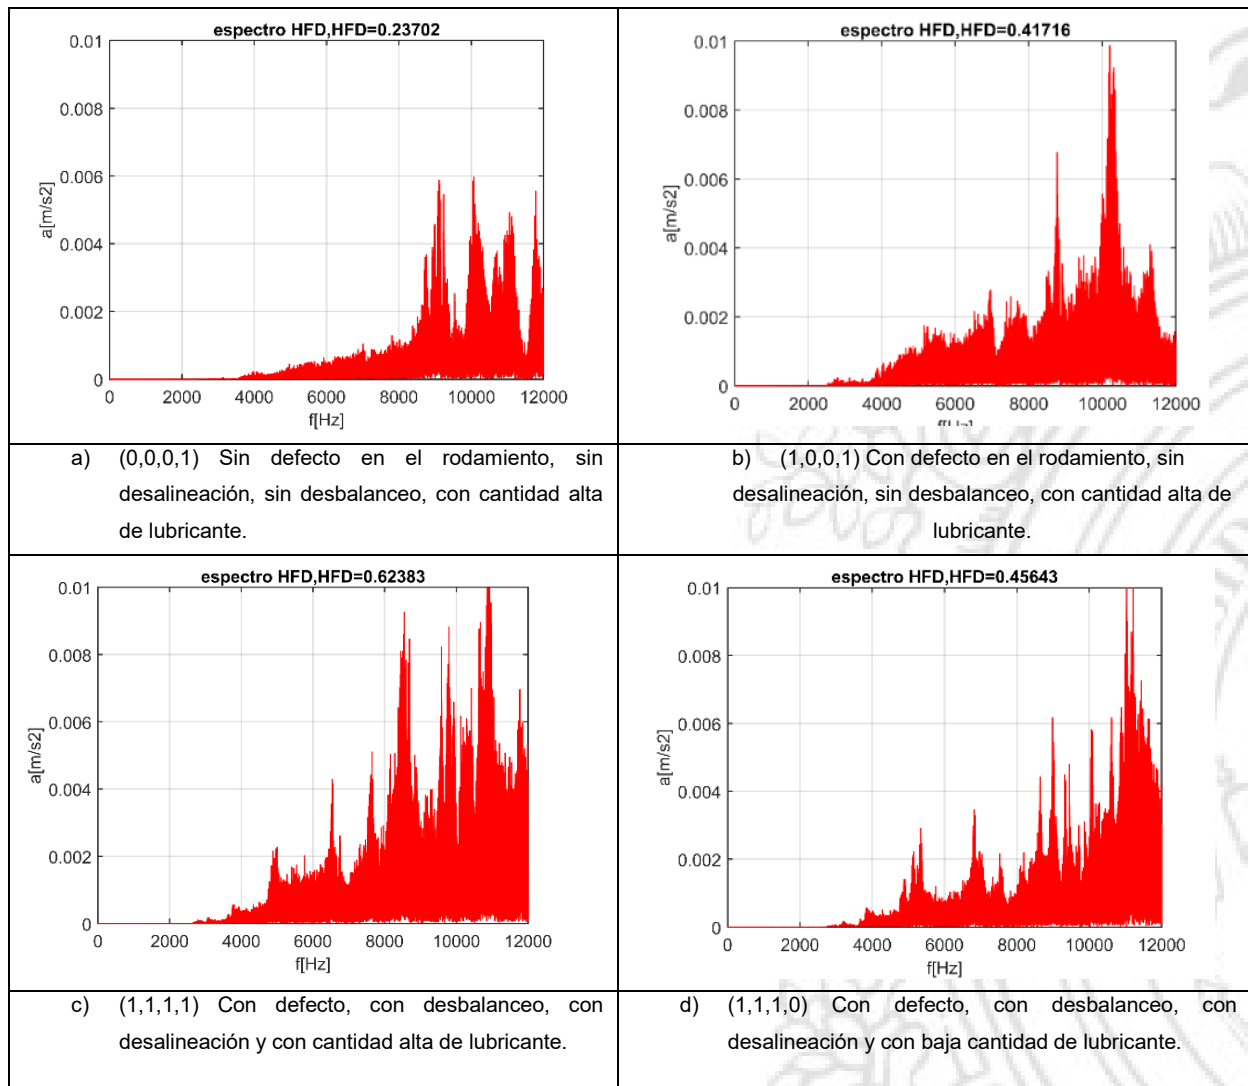 espectro HFD,HFD=0.23702
0.01
0.008
0.006
0.004
0.002
0
a[m/s2]
0 2000 4000 6000 8000 10000 12000
f[Hz]
espectro HFD,HFD=0.41716
0.01
0.008
0.006
0.004
0.002
0
a[m/s2]
0 2000 4000 6000 8000 10000 12000
f[Hz]
a) (0,0,0,1) Sin defecto en el rodamiento, sin
desalineación, sin desbalanceo, con cantidad alta
de lubricante.
b) (1,0,0,1) Con defecto en el rodamiento, sin
desalineación, sin desbalanceo, con cantidad alta de
lubricante.
espectro HFD,HFD=0.62383
0.01
0.008
0.006
0.004
0.002
0
a[m/s2]
0 2000 4000 6000 8000 10000 12000
f[Hz]
espectro HFD,HFD=0.45643
0.01
0.008
0.006
0.004
0.002
0
a[m/s2]
0 2000 4000 6000 8000 10000 12000
f[Hz]
c) (1,1,1,1) Con defecto, con desbalanceo, con
desalineación y con cantidad alta de lubricante.
d) (1,1,1,0) Con defecto, con desbalanceo, con
desalineación y con baja cantidad de lubricante.